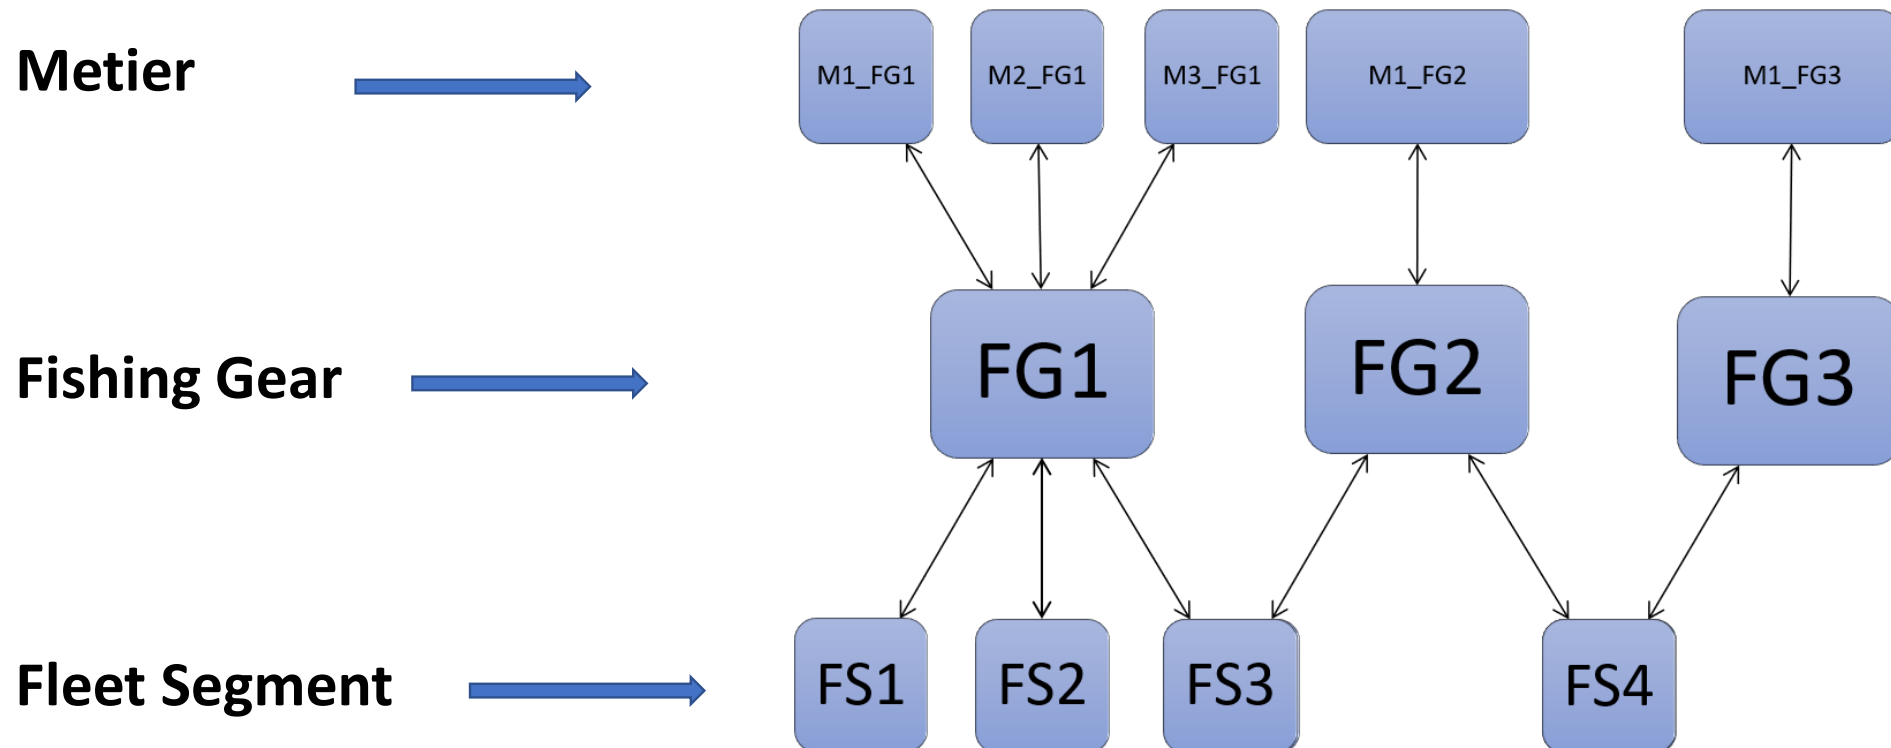 Metier
M1_FG1
M2_FG1
M3_FG1
M1_FG2
M1_FG3
Fishing Gear
FG1
FG2
FG3
Fleet Segment
FS1
FS2
FS3
FS4